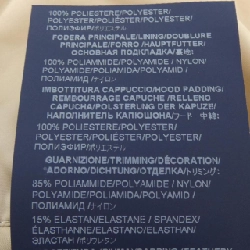 100% POLIESTERE/POLYESTER/
POLYESTER/POLIÉSTER/POLYESTER/
ПОЛИЭФИР/ポリエステル
FODERA PRINCIPALE/LINING/DOUBLURE
PRINCIPALE/FORRO /HAUPTFUTTER/
ОСНОВНАЯ ПОДКЛАДКА/裏地:
100% POLIAMMIDE/POLYAMIDE / NYLON/
POLYAMIDE/POLIAMIDA/POLYAMID /
ПОЛИАМИД /ナイロン
IMBOTTITURA CAPPUCCIO/HOOD PADDING/
REMBOURRAGE CAPUCHE /RELLENO
CAPUCHA/POLSTERUNG DER KAPUZE/
НАПОЛНИТЕЛЬ КАПЮШОНА/フード 中綿:
100% POLIESTERE/POLYESTER/
POLYESTER/POLIÉSTER/POLYESTER/
ПОЛИЭФИР/ポリエステル
GUARNIZIONE/TRIMMING/DÉCORATION/
ADORNO/DICHTUNG/ОТДЕЛКА/トリミング:
85% POLIAMMIDE/POLYAMIDE / NYLON/
POLYAMIDE/POLIAMIDA/POLYAMID /
ПОЛИАМИД /ナイロン
15% ELASTAN/ELASTANE / SPANDEX/
ÉLASTHANNE/ELASTANO/ELASTHAN/
ЭЛАСТАН /ポリウレタン